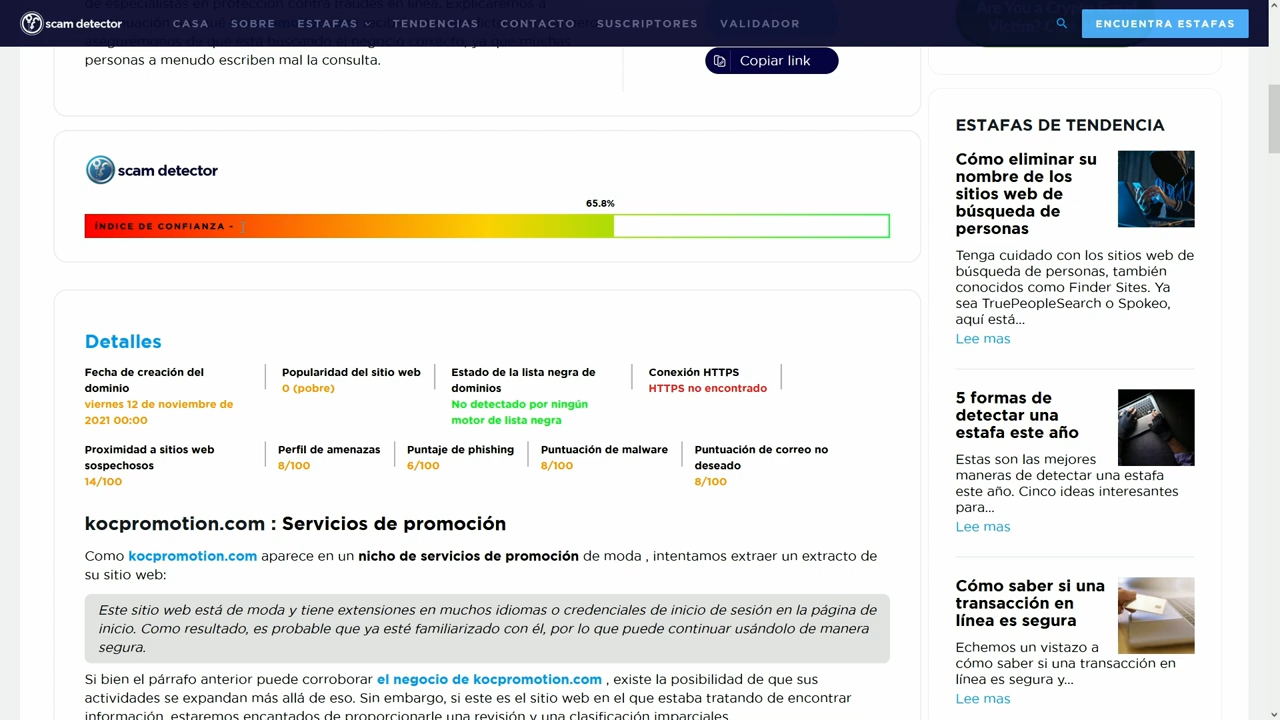 scam detector
CASA
SOBRE
ESTAFAS
TENDENCIAS
CONTACTO
SUSCRIPTORES
VALIDADOR
ENCUENTRA ESTAFAS
personas a menudo escriben mal la consulta.
Copiar link
scam detector
65.8%
ÍNDICE DE CONFIANZA -
Detalles
Fecha de creación del
dominio
viernes 12 de noviembre de
2021 00:00
Popularidad del sitio web
0 (pobre)
Estado de la lista negra de
dominios
No detectado por ningún
motor de lista negra
Conexión HTTPS
HTTPS no encontrado
Proximidad a sitios web
sospechosos
14/100
Perfil de amenazas
8/100
Puntaje de phishing
6/100
Puntuación de malware
8/100
Puntuación de correo no
deseado
8/100
kocpromotion.com : Servicios de promoción
Como kocpromotion.com aparece en un nicho de servicios de promoción de moda , intentamos extraer un extracto de
su sitio web:
Este sitio web está de moda y tiene extensiones en muchos idiomas o credenciales de inicio de sesión en la página de
inicio. Como resultado, es probable que ya esté familiarizado con él, por lo que puede continuar usándolo de manera
segura.
Si bien el párrafo anterior puede corroborar el negocio de kocpromotion.com , existe la posibilidad de que sus
actividades se expandan más allá de eso. Sin embargo, si este es el sitio web en el que estaba tratando de encontrar
información, estaremos encantados de proporcionarle una revisión y una clasificación imparciales.
ESTAFAS DE TENDENCIA
Cómo eliminar su
nombre de los
sitios web de
búsqueda de
personas
Tenga cuidado con los sitios web de
búsqueda de personas, también
conocidos como Finder Sites. Ya
sea TruePeopleSearch o Spokeo,
aquí está...
Lee mas
5 formas de
detectar una
estafa este año
Estas son las mejores
maneras de detectar una estafa
este año. Cinco ideas interesantes
para...
Lee mas
Cómo saber si una
transacción en
línea es segura
Echemos un vistazo a
cómo saber si una transacción en
línea es segura y...
Lee mas